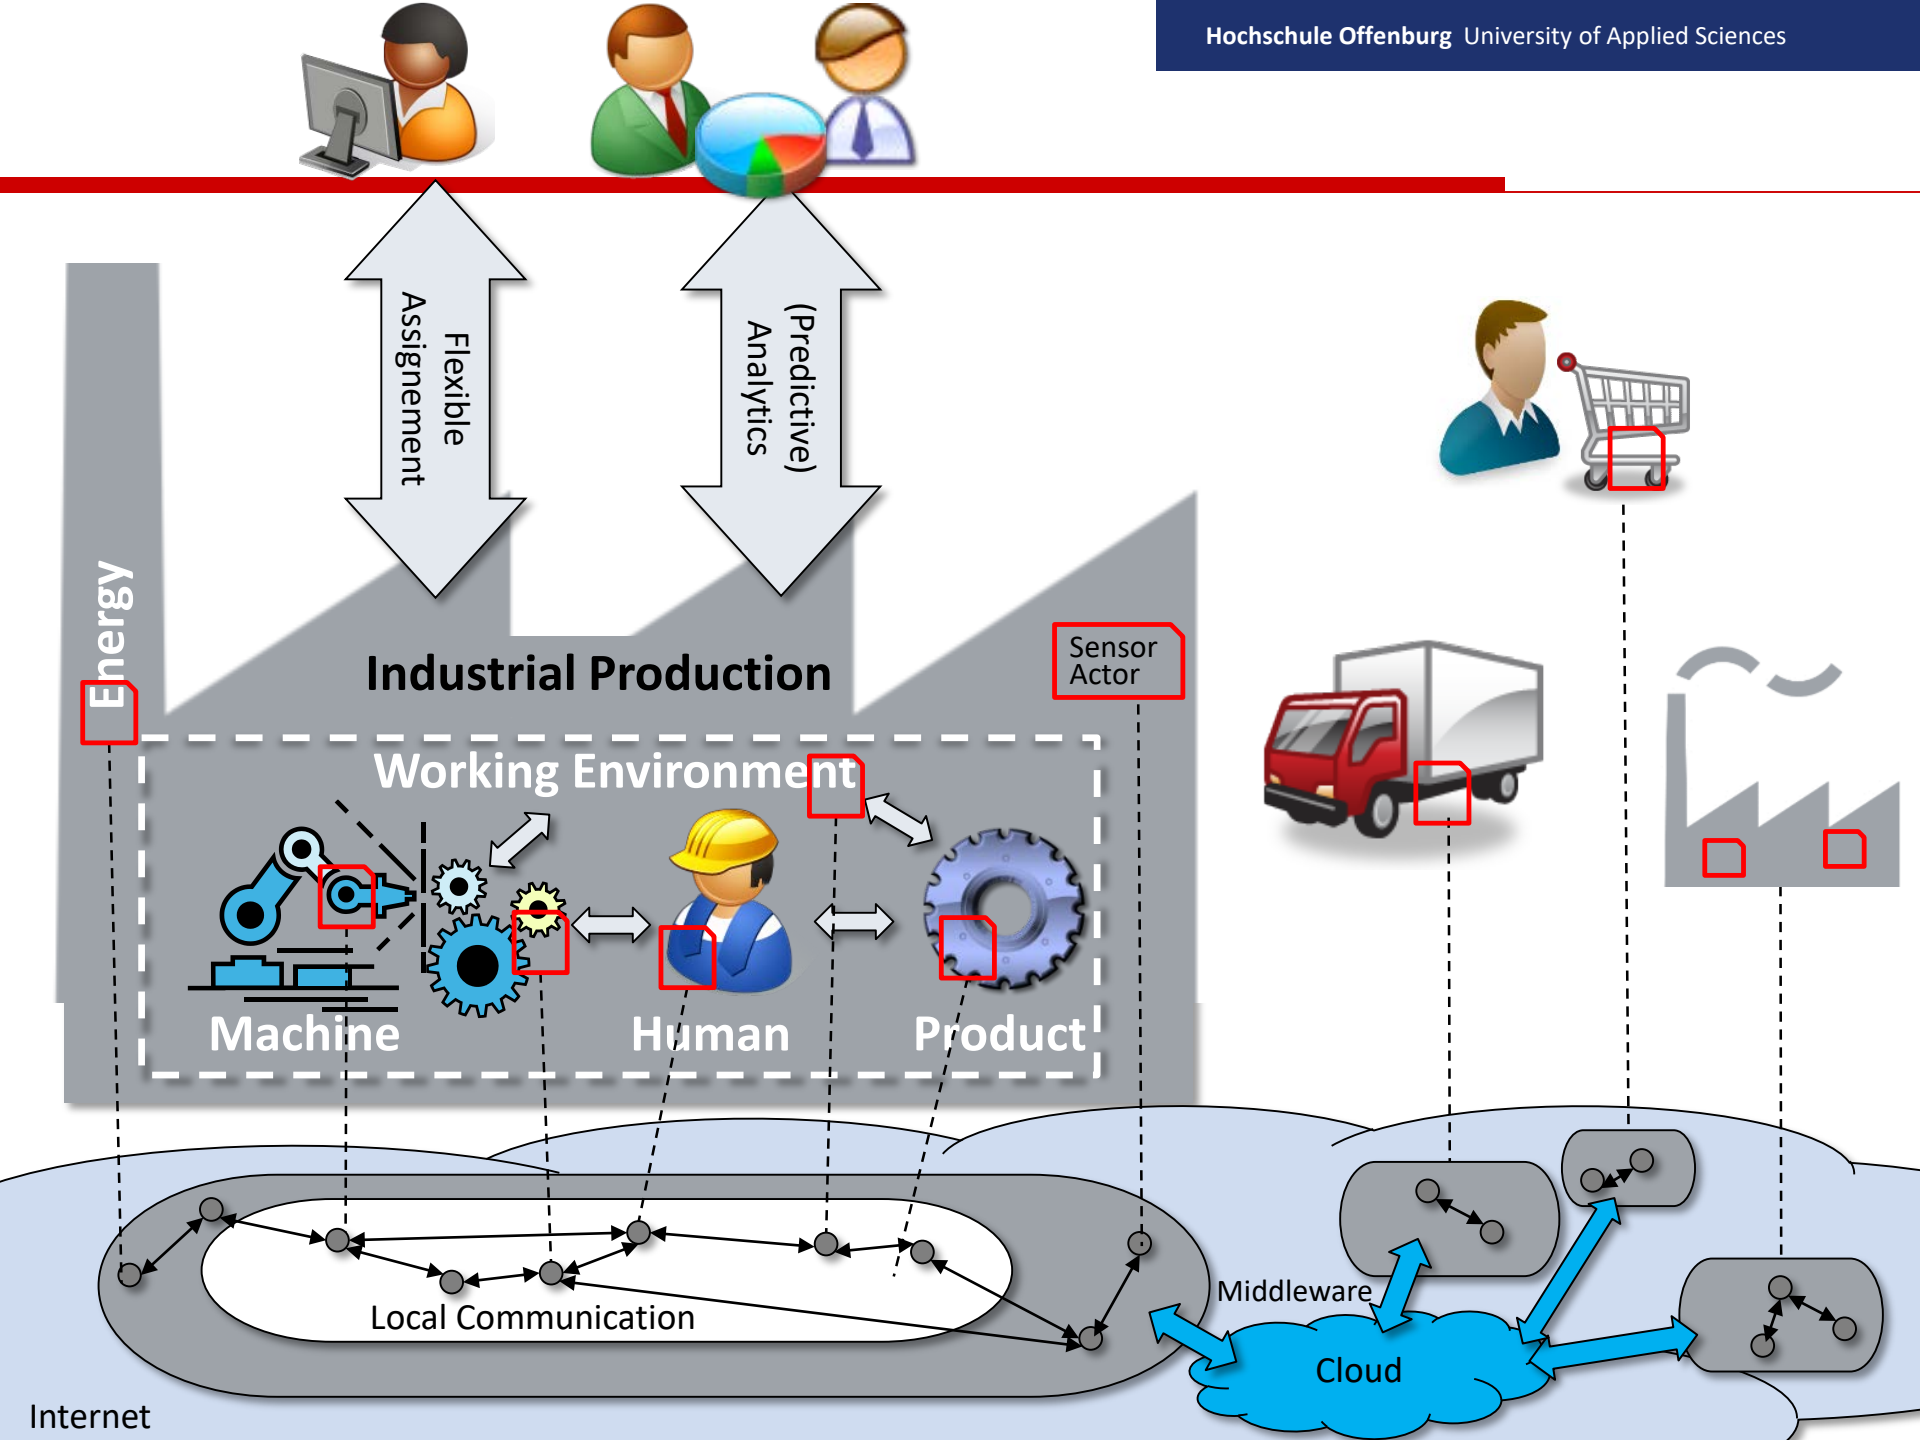 Hochschule Offenburg University of Applied Sciences
Flexible
Assignement
(Predictive)
Analytics
Energy
Industrial Production
Sensor
Actor
Working Environment
Machine
Human
Product
Local Communication
Middleware
Cloud
Internet